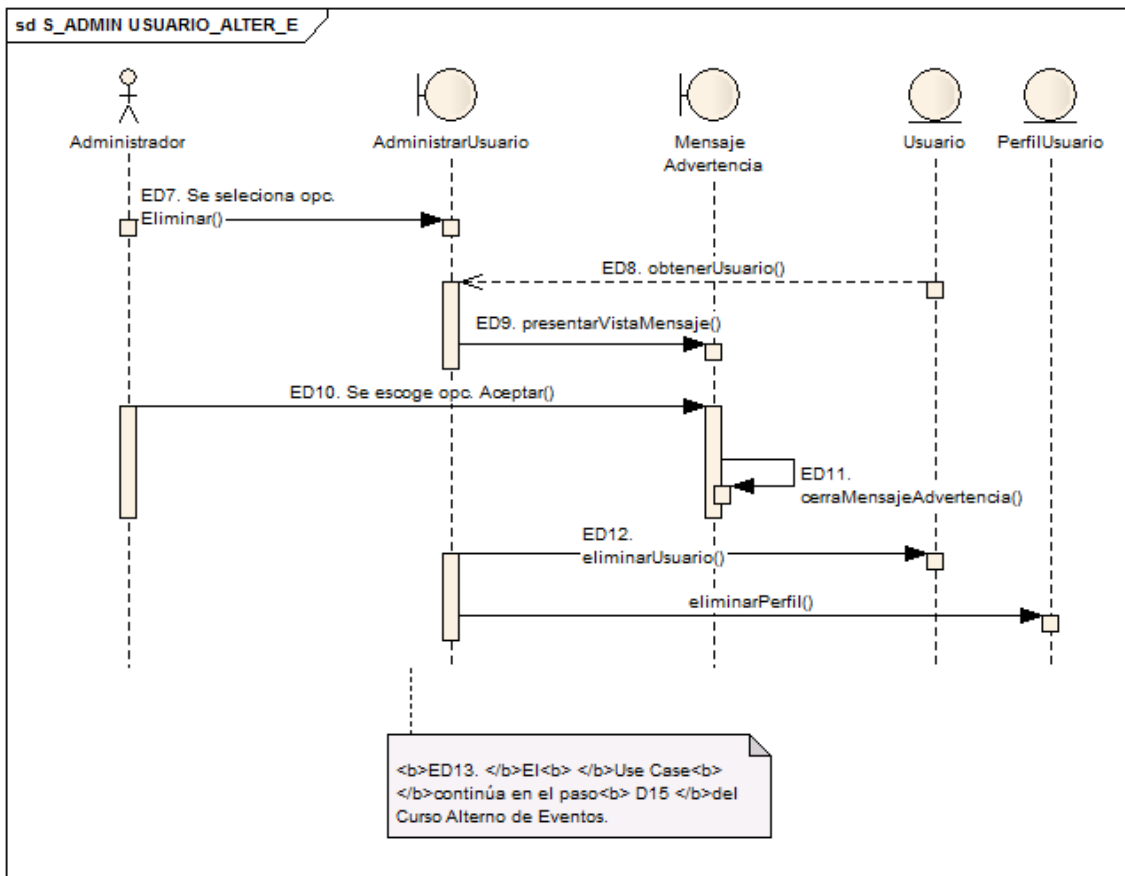 sd S_ADMIN USUARIO_ALTER_E
Administrador
AdministrarUsuario
Mensaje
Advertencia
Usuario
PerfilUsuario
ED7. Se seleciona opc.
Eliminar()
ED8. obtenerUsuario()
ED9. presentarVistaMensaje()
ED10. Se escoge opc. Aceptar()
ED11.
cerraMensajeAdvertencia()
ED12.
eliminarUsuario()
eliminarPerfil()
<b>ED13. </b>El<b> </b>Use Case<b>
</b>continúa en el paso<b> D15 </b>del
Curso Alterno de Eventos.